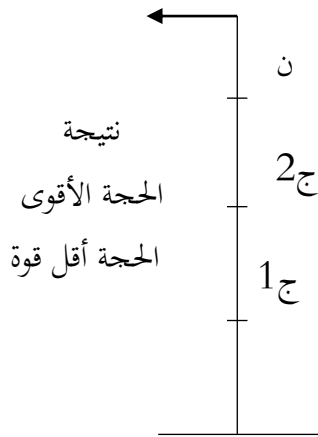 ن
نتيجة
ج2
الحجة الأقوى
الحجة أقل قوة
ج1